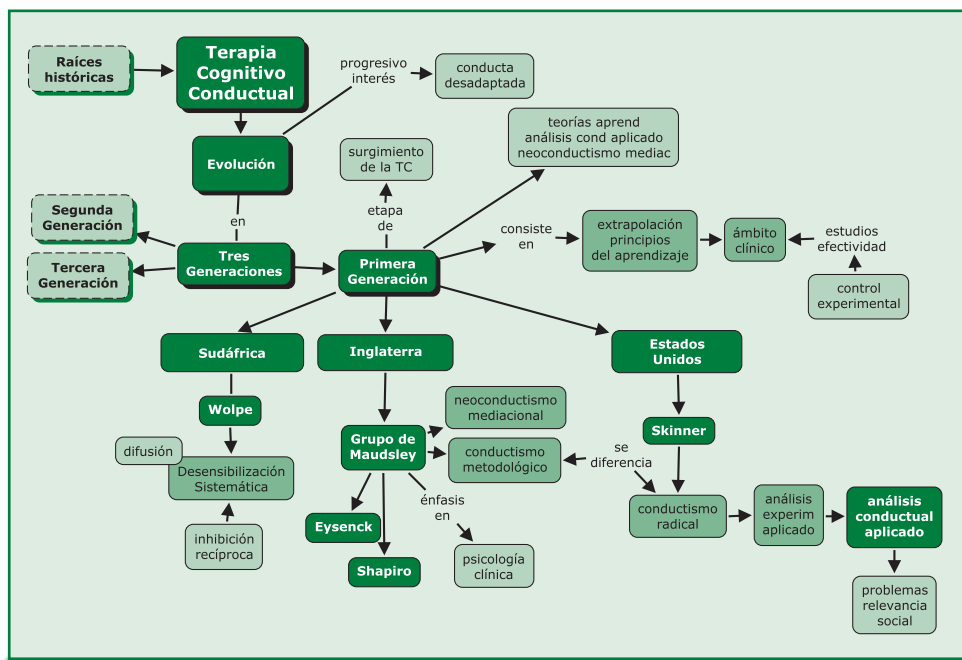 Raíces
históricas
Terapia
Cognitivo
Conductual
progresivo
interés
conducta
desadaptada
Evolución
surgimiento
de la TC
teorías aprend
análisis cond aplicado
neoconductismo mediac
Segunda
Generación
en
etapa
de
consiste
en
extrapolación
principios
del aprendizaje
ámbito
clínico
estudios
efectividad
Tercera
Generación
Tres
Generaciones
Primera
Generación
control
experimental
Sudáfrica
Inglaterra
Estados
Unidos
Wolpe
neoconductismo
mediacional
difusión
Grupo de
Maudsley
Skinner
conductismo
metodológico
se
diferencia
Desensibilización
Sistemática
énfasis
en
conductismo
radical
análisis
experim
aplicado
análisis
conductual
aplicado
Eysenck
inhibición
recíproca
Shapiro
psicología
clínica
problemas
relevancia
social